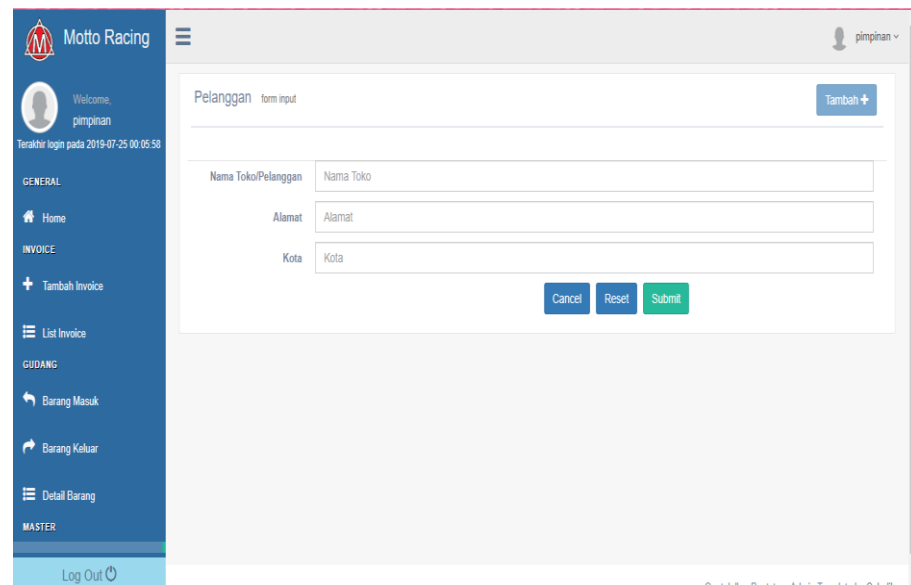 Motto Racing
pimpinan
Welcome,
pimpinan
Terakhir login pada 2019-07-25 00:05:58
GENERAL
Home
INVOICE
Tambah Invoice
List Invoice
GUDANG
Barang Masuk
Barang Keluar
Detail Barang
MASTER
Log Out
Pelanggan form input
Tambah +
Nama Toko/Pelanggan Nama Toko
Alamat Alamat
Kota Kota
Cancel Reset Submit